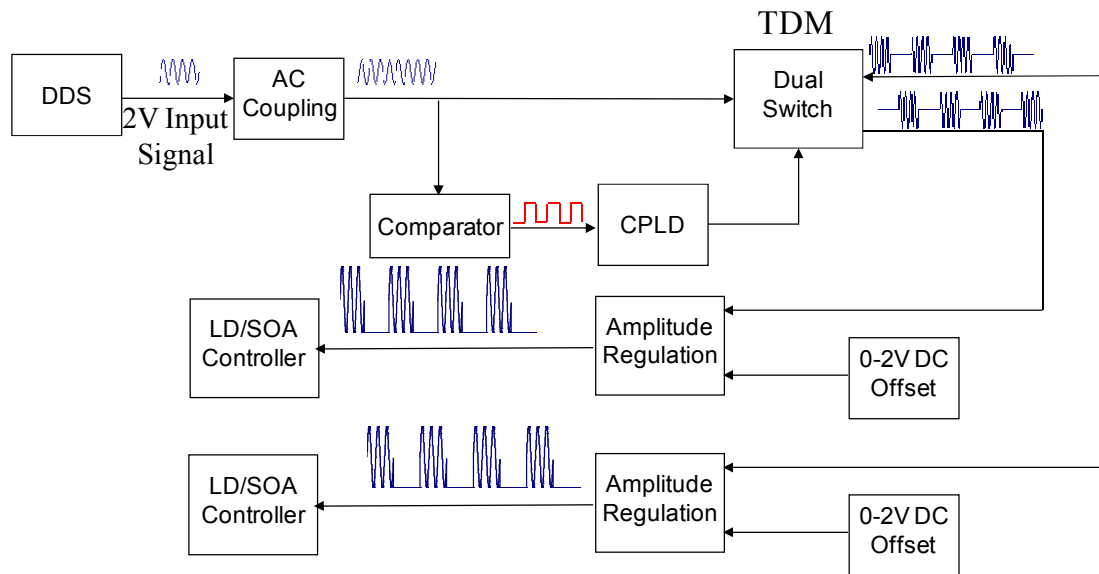 TDM
DDS
2V Input
Signal
AC
Coupling
Dual
Switch
Comparator
CPLD
LD/SOA
Controller
Amplitude
Regulation
0-2V DC
Offset
LD/SOA
Controller
Amplitude
Regulation
0-2V DC
Offset